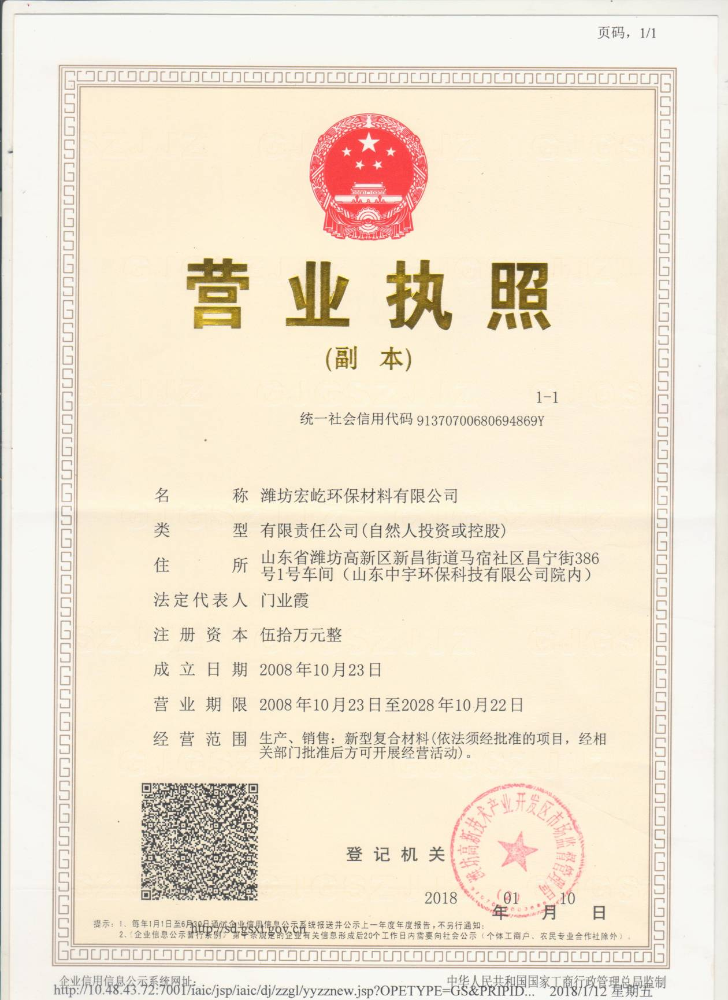 页码，1/1
营业执照
(副 本)
1-1
统一社会信用代码 91370700680694869Y
名 称 潍坊宏屹环保材料有限公司
类 型 有限责任公司(自然人投资或控股)
住 所 山东省潍坊高新区新昌街道马宿社区昌宁街386
号1号车间（山东中宇环保科技有限公司院内）
法定代表人 门业霞
注册资本 伍拾万元整
成立日期 2008年10月23日
营业期限 2008年10月23日至2028年10月22日
经营范围 生产、销售：新型复合材料(依法须经批准的项目，经相
关部门批准后方可开展经营活动)。
潍坊高新技术产业开发区市场监督管理局
(2)
登记机关
2018 01 10
年 月 日
提示：1、每年1月1日至6月30日通过企业信用信息公示系统报送并公示上一年度年度报告，不另行通知；
http://sd.gsxt.gov.cn
2、《企业信息公示暂行条例》第十条规定的企业有关信息形成后20个工作日内需要向社会公示（个体工商户、农民专业合作社除外）。
企业信用信息公示系统网址： 中华人民共和国国家工商行政管理总局监制
http://10.48.43.72:7001/iaic/jsp/iaic/dj/zzgl/yyzznew.jsp?OPETYPE=GS&PRIPID... 2018/1/12 星期五